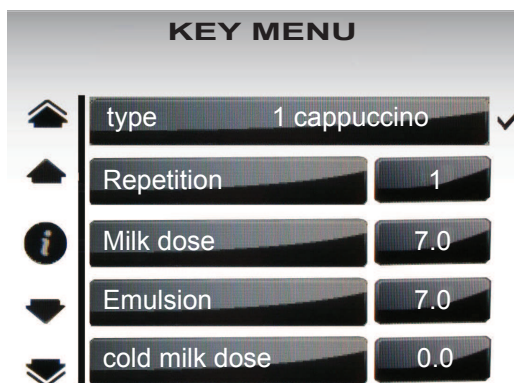 KEY MENU
type 1 cappuccino
Repetition 1
Milk dose 7.0
Emulsion 7.0
cold milk dose 0.0